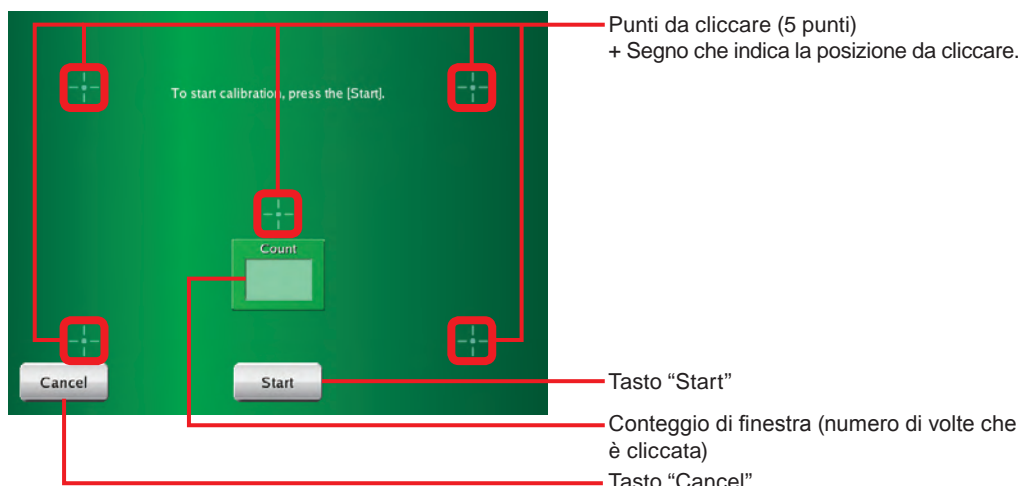 Punti da cliccare (5 punti)
+ Segno che indica la posizione da cliccare.
To start calibration, press the [Start].
Count
Cancel
Start
Tasto “Start”
Conteggio di finestra (numero di volte che
è cliccata)
Tasto “Cancel”